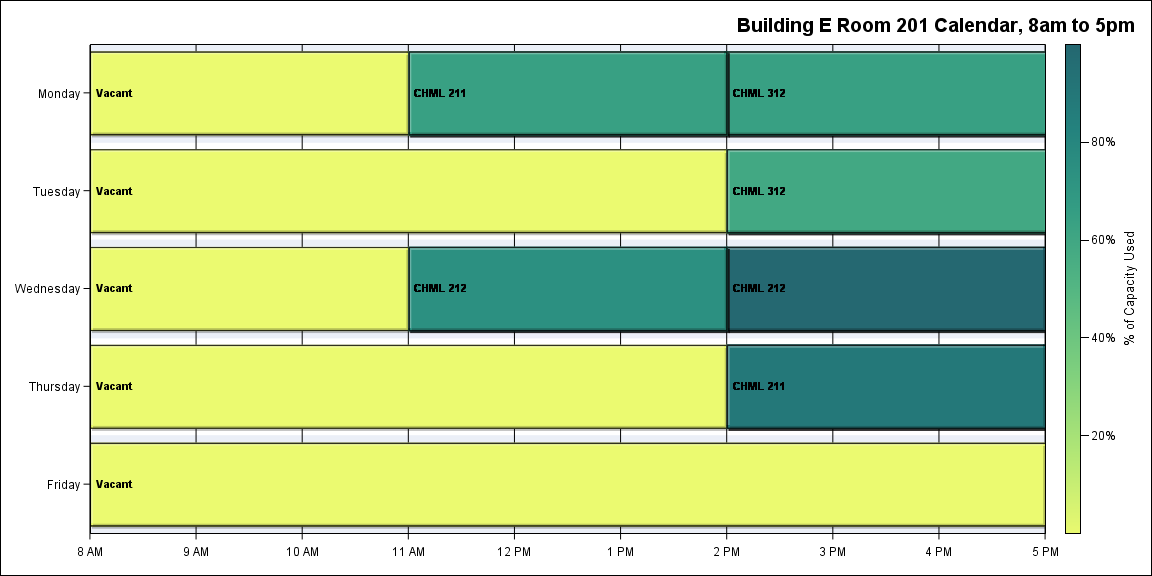 Building E Room 201 Calendar, 8am to 5pm
Monday
Vacant
CHML 211
CHML 312
Tuesday
Vacant
CHML 312
Wednesday
Vacant
CHML 212
CHML 212
Thursday
Vacant
CHML 211
Friday
Vacant
8 AM
9 AM
10 AM
11 AM
12 PM
1 PM
2 PM
3 PM
4 PM
5 PM
80%
60%
40%
20%
% of Capacity Used